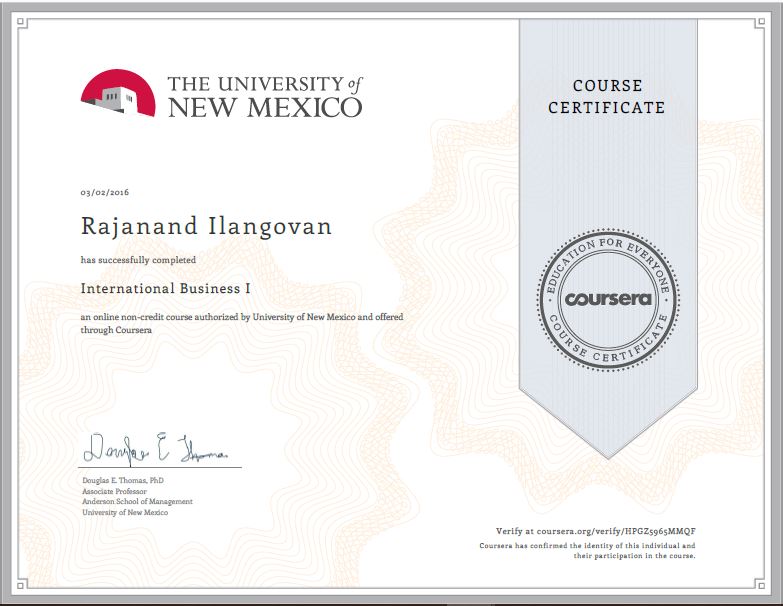 THE UNIVERSITY of
NEW MEXICO
COURSE
CERTIFICATE
03/02/2016
Rajanand Ilangovan
has successfully completed
International Business I
an online non-credit course authorized by University of New Mexico and offered
through Coursera
EDUCATION FOR EVERYONE
coursera
COURSE CERTIFICATE
Douglas E Thomas
Douglas E. Thomas, PhD
Associate Professor
Anderson School of Management
University of New Mexico
Verify at coursera.org/verify/HPGZ5965MMQF
Coursera has confirmed the identity of this individual and
their participation in the course.